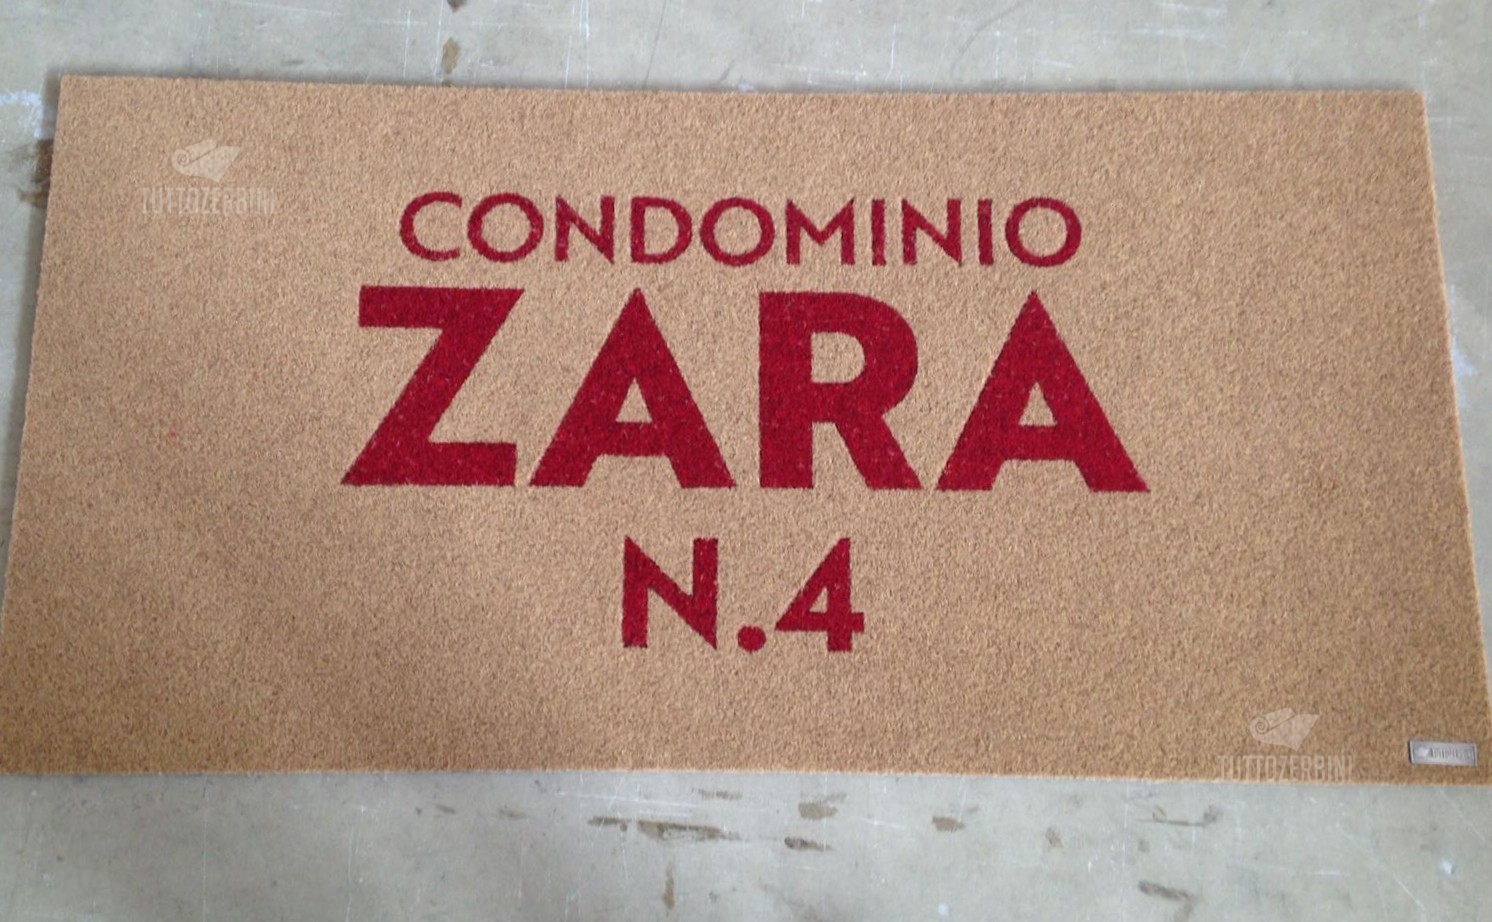 TUTTOZERBINI
CONDOMINIO
ZARA
N.4
TUTTOZERBINI